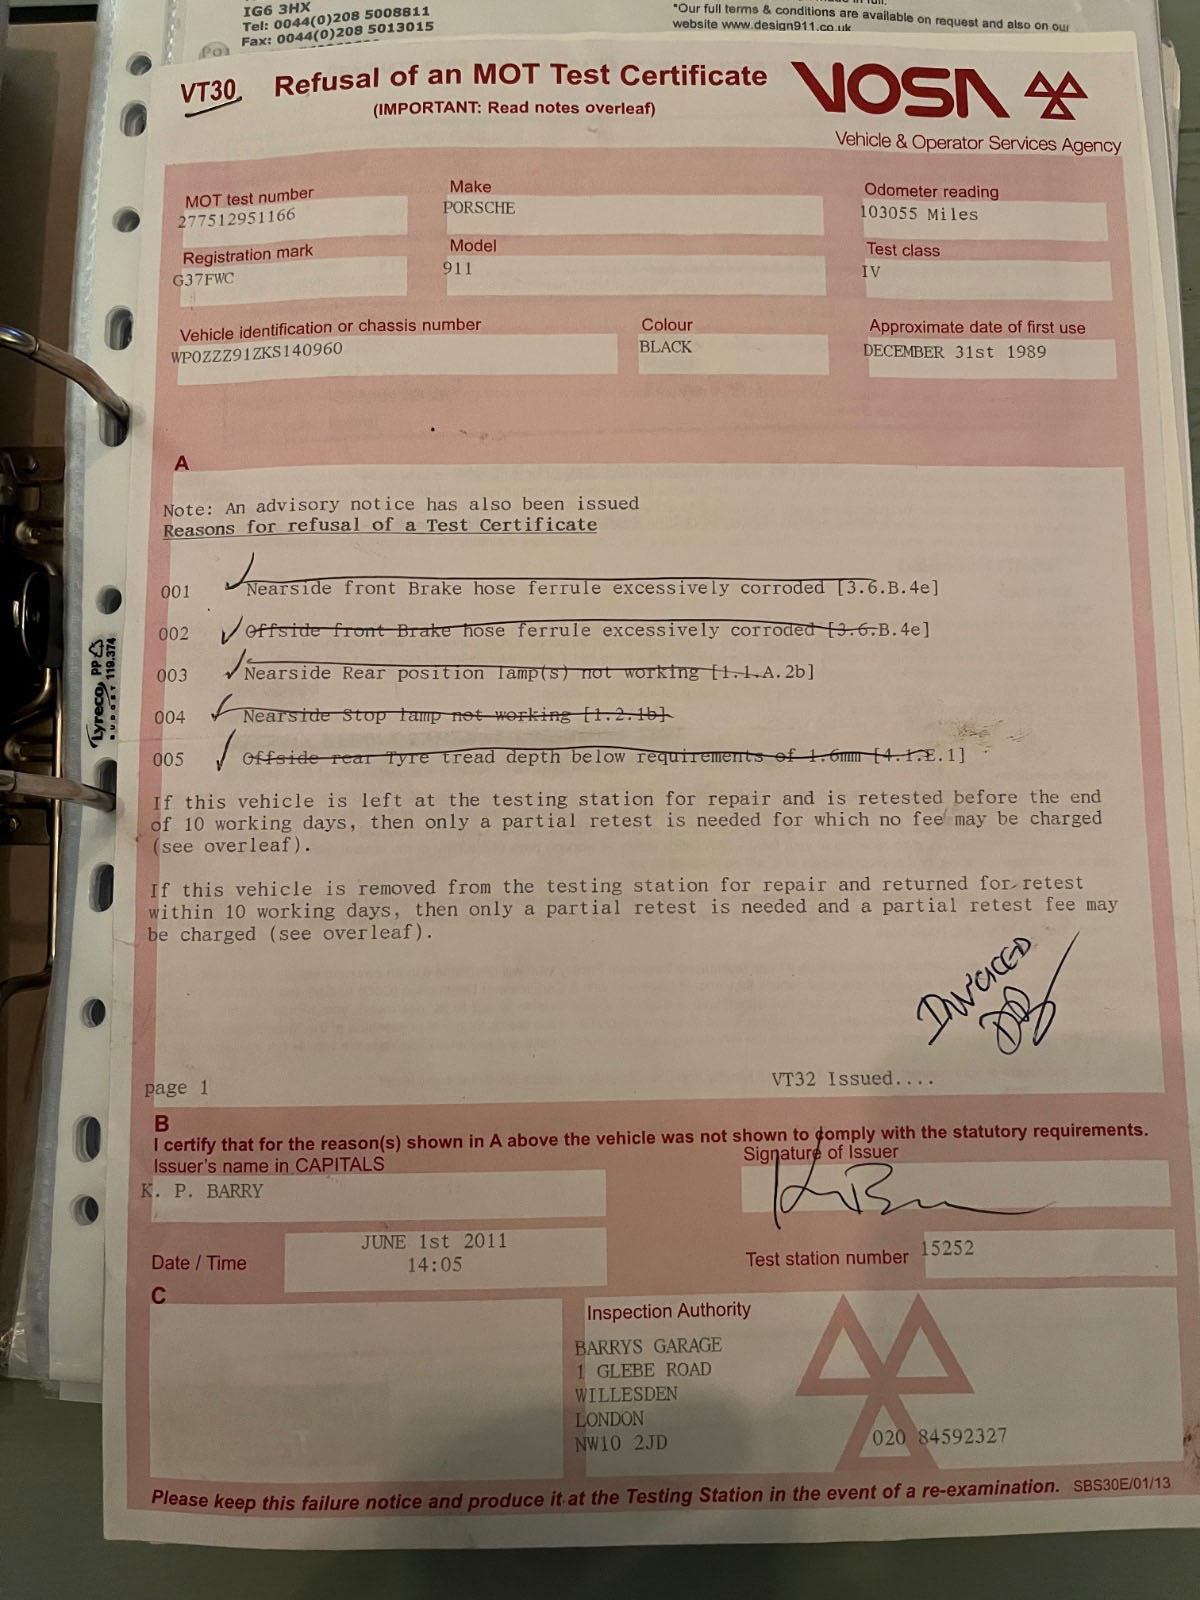 IG6 3HX
Tel: 0044(0)208 5008811
Fax: 0044(0)208 5013015
*Our full terms & conditions are available on request and also on our
website www.design911.co.uk
VT30
Refusal of an MOT Test Certificate
(IMPORTANT: Read notes overleaf)
VOSA
Vehicle & Operator Services Agency
MOT test number
277512951166
Make
PORSCHE
Odometer reading
103055 Miles
Registration mark
G37FWC
Model
911
Test class
IV
Vehicle identification or chassis number
WP0ZZZ91ZKS140960
Colour
BLACK
Approximate date of first use
DECEMBER 31st 1989
A
Note: An advisory notice has also been issued
Reasons for refusal of a Test Certificate
001 Nearside front Brake hose ferrule excessively corroded [3.6.B.4e]
002 Offside front Brake hose ferrule excessively corroded [3.6.B.4e]
003 Nearside Rear position lamp(s) not working [1.1.A.2b]
004 Nearside Stop lamp not working [1.2.1b]
005 Offside rear Tyre tread depth below requirements of 1.6mm [4.1.E.1]
If this vehicle is left at the testing station for repair and is retested before the end
of 10 working days, then only a partial retest is needed for which no fee may be charged
(see overleaf).
If this vehicle is removed from the testing station for repair and returned for retest
within 10 working days, then only a partial retest is needed and a partial retest fee may
be charged (see overleaf).
page 1
VT32 Issued....
B
I certify that for the reason(s) shown in A above the vehicle was not shown to comply with the statutory requirements.
Issuer's name in CAPITALS
K. P. BARRY
Signature of Issuer
Date / Time
JUNE 1st 2011
14:05
Test station number
15252
C
Inspection Authority
BARRYS GARAGE
1 GLEBE ROAD
WILLESDEN
LONDON
NW10 2JD
020 84592327
Please keep this failure notice and produce it at the Testing Station in the event of a re-examination.
SBS30E/01/13
Lyreco
PP
BUDGET 119.374